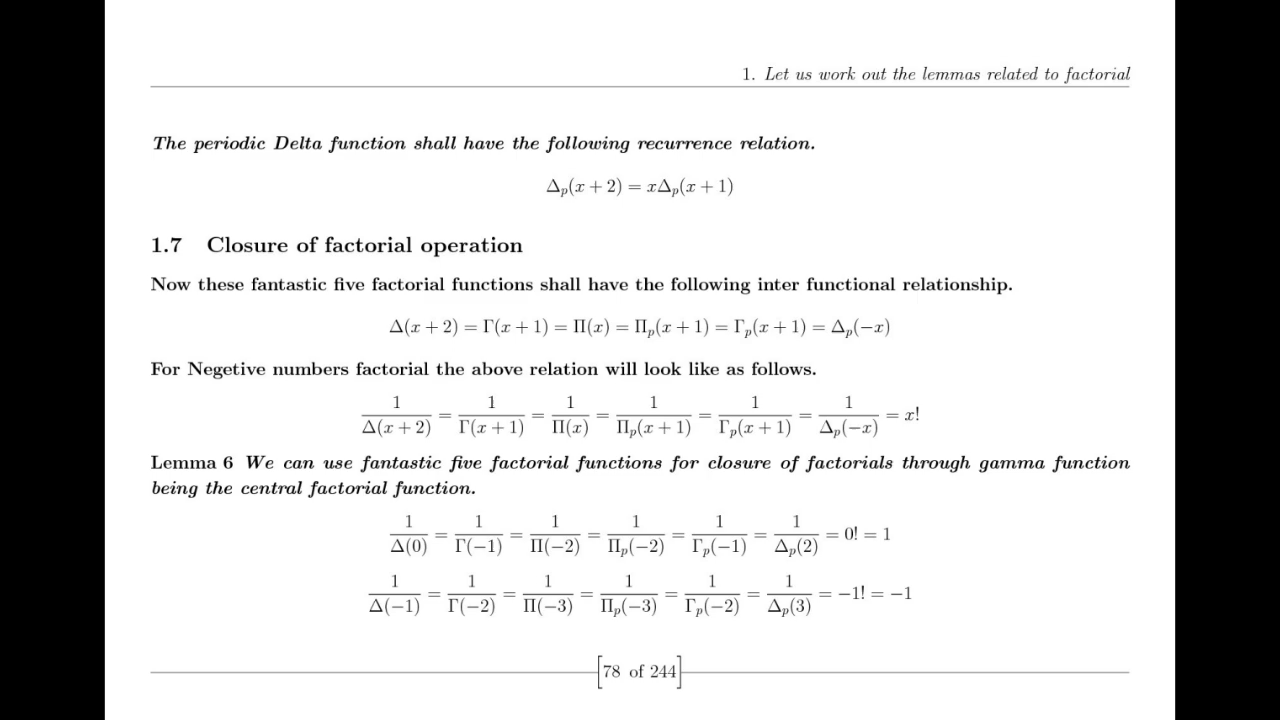 1. Let us work out the lemmas related to factorial
The periodic Delta function shall have the following recurrence relation.
Δ_p(x + 2) = xΔ_p(x + 1)
1.7 Closure of factorial operation
Now these fantastic five factorial functions shall have the following inter functional relationship.
Δ(x + 2) = Γ(x + 1) = Π(x) = Π_p(x + 1) = Γ_p(x + 1) = Δ_p(−x)
For Negetive numbers factorial the above relation will look like as follows.
1/Δ(x + 2) = 1/Γ(x + 1) = 1/Π(x) = 1/Π_p(x + 1) = 1/Γ_p(x + 1) = 1/Δ_p(−x) = x!
Lemma 6 We can use fantastic five factorial functions for closure of factorials through gamma function
being the central factorial function.
1/Δ(0) = 1/Γ(−1) = 1/Π(−2) = 1/Π_p(−2) = 1/Γ_p(−1) = 1/Δ_p(2) = 0! = 1
1/Δ(−1) = 1/Γ(−2) = 1/Π(−3) = 1/Π_p(−3) = 1/Γ_p(−2) = 1/Δ_p(3) = −1! = −1
[78 of 244]